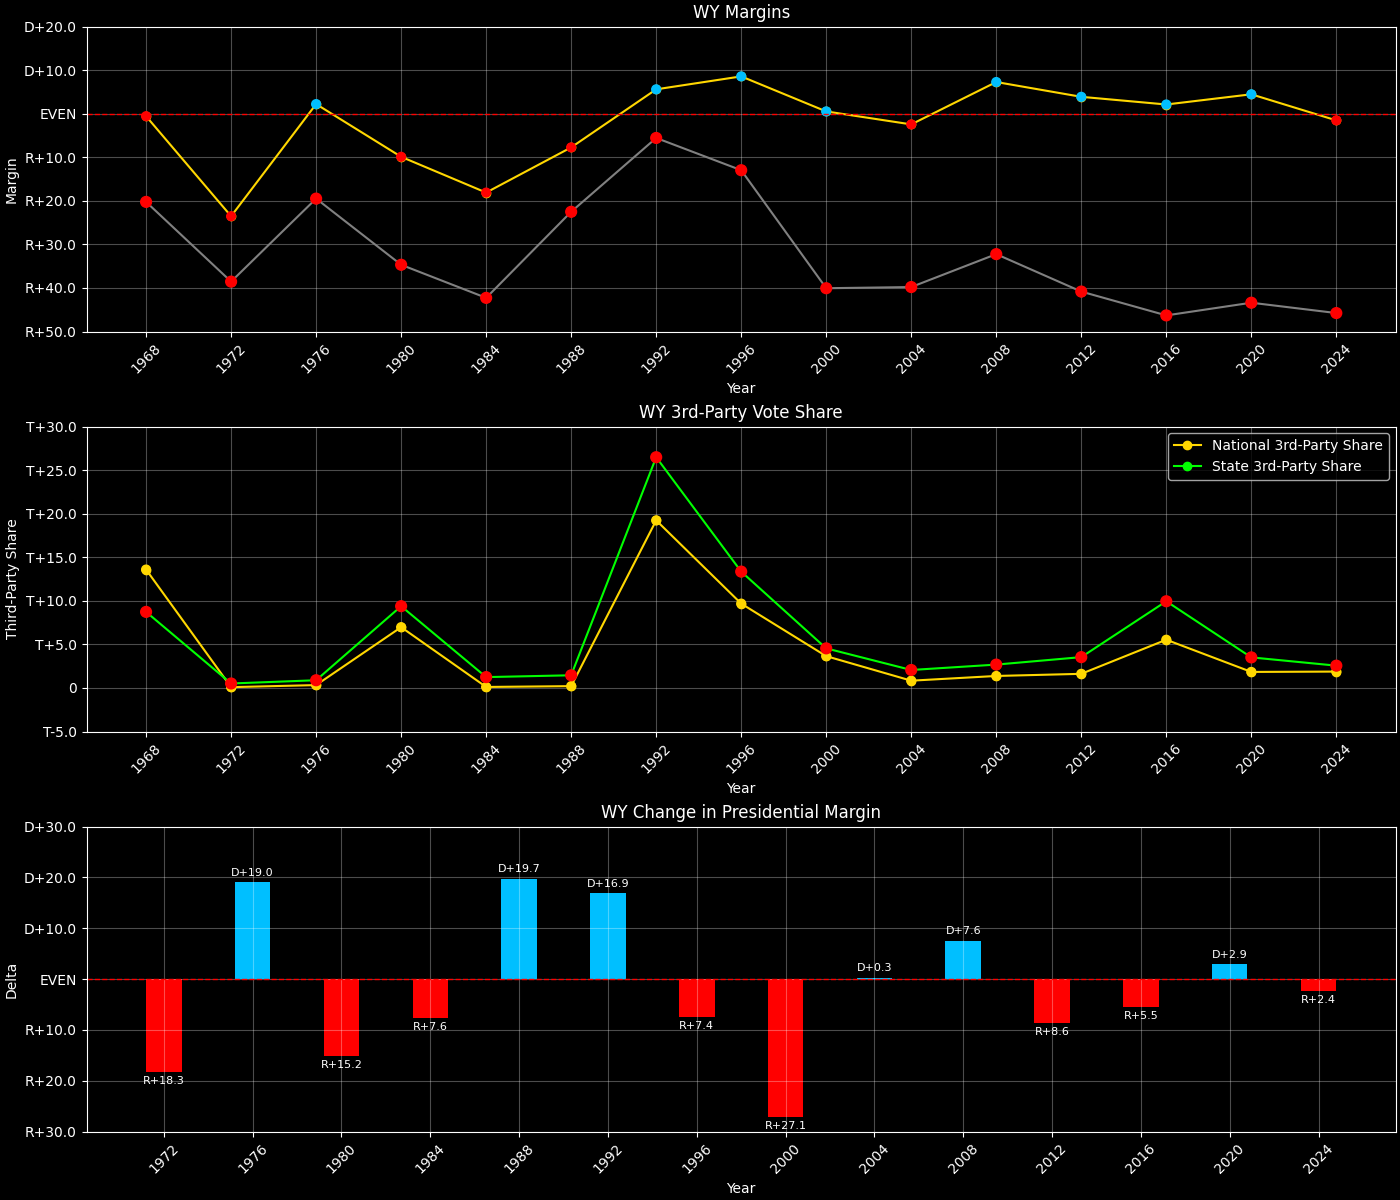 WY Margins
D+20.0
D+10.0
EVEN
R+10.0
R+20.0
R+30.0
R+40.0
R+50.0
Margin
1968 1972 1976 1980 1984 1988 1992 1996 2000 2004 2008 2012 2016 2020 2024
Year
WY 3rd-Party Vote Share
T+30.0
T+25.0
T+20.0
T+15.0
T+10.0
T+5.0
0
T-5.0
Third-Party Share
National 3rd-Party Share
State 3rd-Party Share
1968 1972 1976 1980 1984 1988 1992 1996 2000 2004 2008 2012 2016 2020 2024
Year
WY Change in Presidential Margin
D+30.0
D+20.0
D+10.0
EVEN
R+10.0
R+20.0
R+30.0
Delta
R+18.3
D+19.0
R+15.2
R+7.6
D+19.7
D+16.9
R+7.4
R+27.1
D+0.3
D+7.6
R+8.6
R+5.5
D+2.9
R+2.4
1972 1976 1980 1984 1988 1992 1996 2000 2004 2008 2012 2016 2020 2024
Year